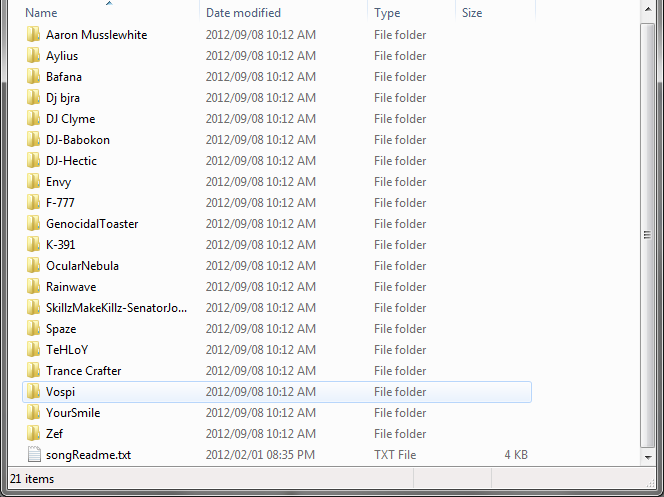 Name Date modified Type Size
Aaron Musslewhite 2012/09/08 10:12 AM File folder
Aylius 2012/09/08 10:12 AM File folder
Bafana 2012/09/08 10:12 AM File folder
Dj bjra 2012/09/08 10:12 AM File folder
DJ Clyme 2012/09/08 10:12 AM File folder
DJ-Babokon 2012/09/08 10:12 AM File folder
DJ-Hectic 2012/09/08 10:12 AM File folder
Envy 2012/09/08 10:12 AM File folder
F-777 2012/09/08 10:12 AM File folder
GenocidalToaster 2012/09/08 10:12 AM File folder
K-391 2012/09/08 10:12 AM File folder
OcularNebula 2012/09/08 10:12 AM File folder
Rainwave 2012/09/08 10:12 AM File folder
SkillzMakeKillz-SenatorJo... 2012/09/08 10:12 AM File folder
Spaze 2012/09/08 10:12 AM File folder
TeHLoY 2012/09/08 10:12 AM File folder
Trance Crafter 2012/09/08 10:12 AM File folder
Vospi 2012/09/08 10:12 AM File folder
YourSmile 2012/09/08 10:12 AM File folder
Zef 2012/09/08 10:12 AM File folder
songReadme.txt 2012/02/01 08:35 PM TXT File 4 KB
21 items